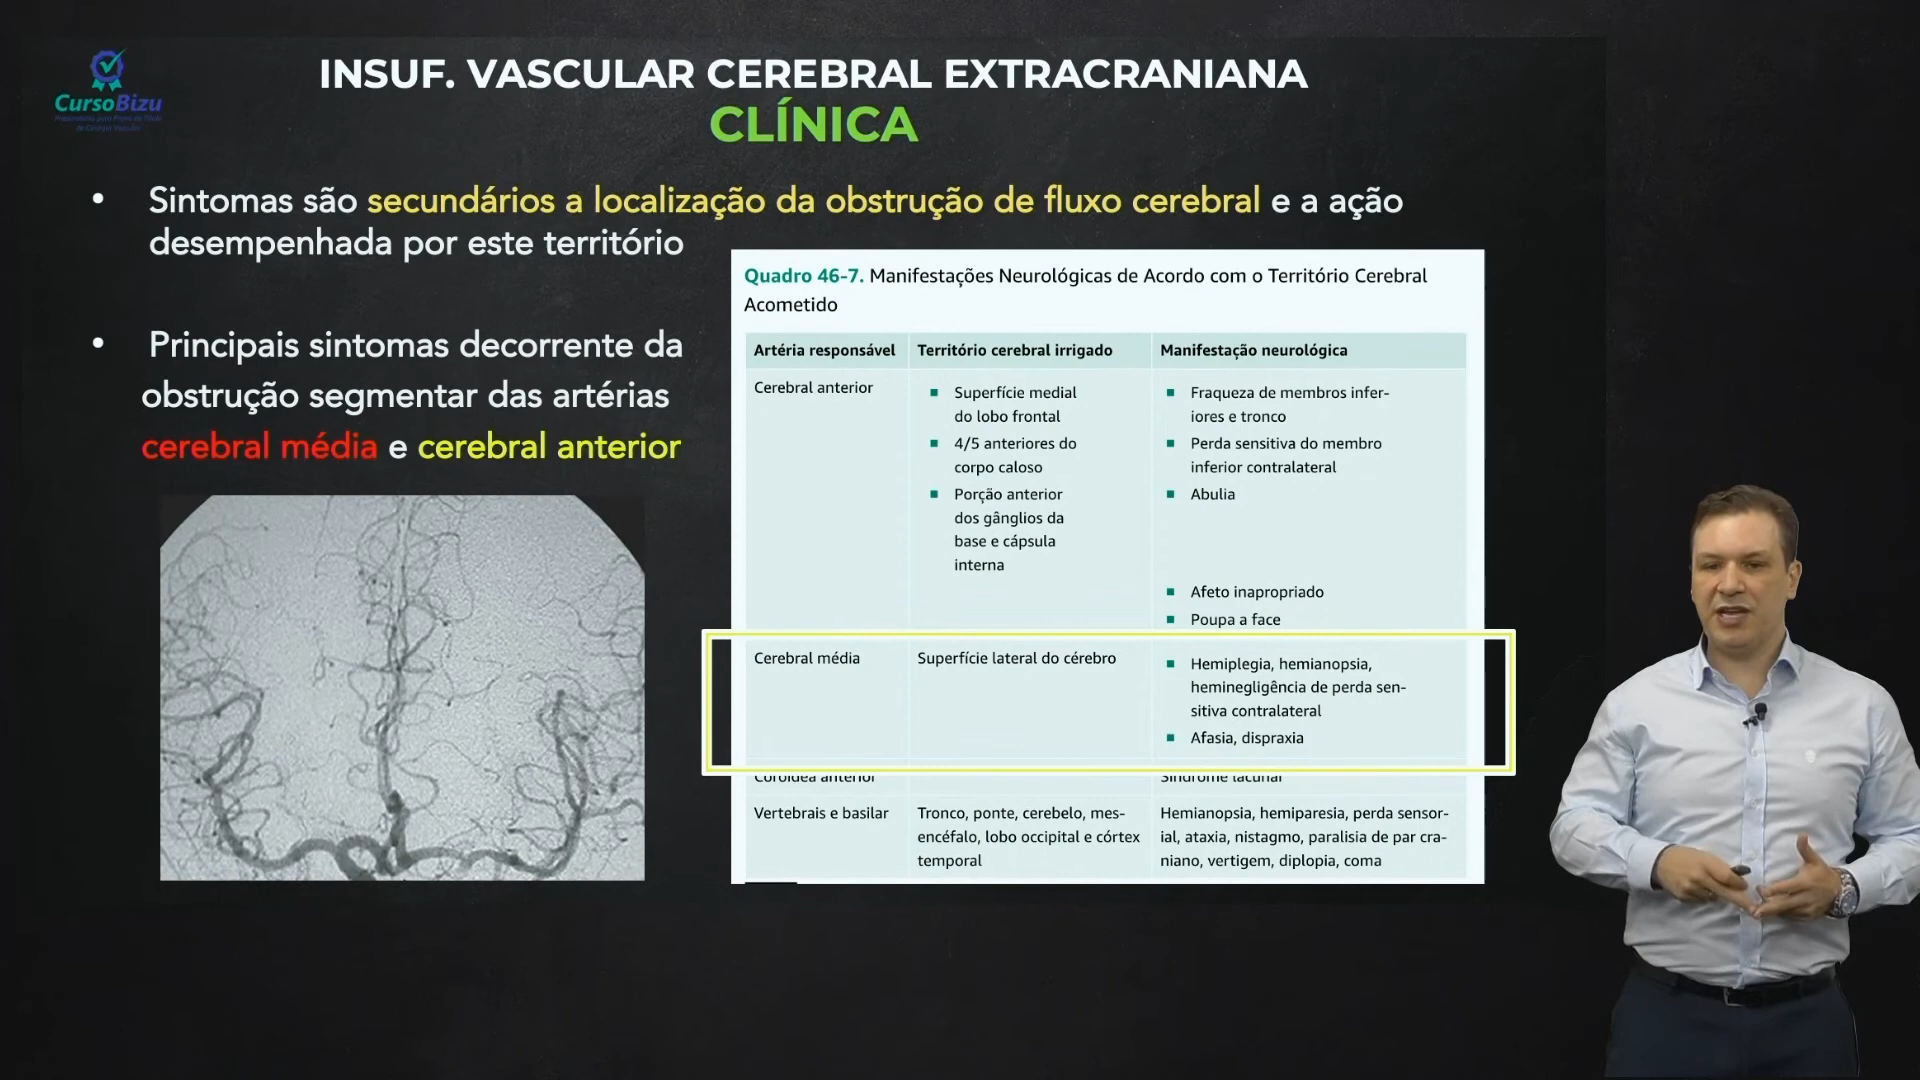 CursoBizu
INSUF. VASCULAR CEREBRAL EXTRACRANIANA
CLÍNICA
• Sintomas são secundários a localização da obstrução de fluxo cerebral e a ação
desempenhada por este território
• Principais sintomas decorrente da
obstrução segmentar das artérias
cerebral média e cerebral anterior
Quadro 46-7. Manifestações Neurológicas de Acordo com o Território Cerebral
Acometido
Artéria responsável Território cerebral irrigado Manifestação neurológica
Cerebral anterior
Superfície medial
do lobo frontal
4/5 anteriores do
corpo caloso
Porção anterior
dos gânglios da
base e cápsula
interna
Fraqueza de membros infer-
iores e tronco
Perda sensitiva do membro
inferior contralateral
Abulia
Afeto inapropriado
Poupa a face
Cerebral média
Superfície lateral do cérebro
Hemiplegia, hemianopsia,
heminegligência de perda sen-
sitiva contralateral
Afasia, dispraxia
Coroidea anterior
Síndrome lacunar
Vertebrais e basilar
Tronco, ponte, cerebelo, mes-
encéfalo, lobo occipital e córtex
temporal
Hemianopsia, hemiparesia, perda sensor-
ial, ataxia, nistagmo, paralisia de par cra-
niano, vertigem, diplopia, coma